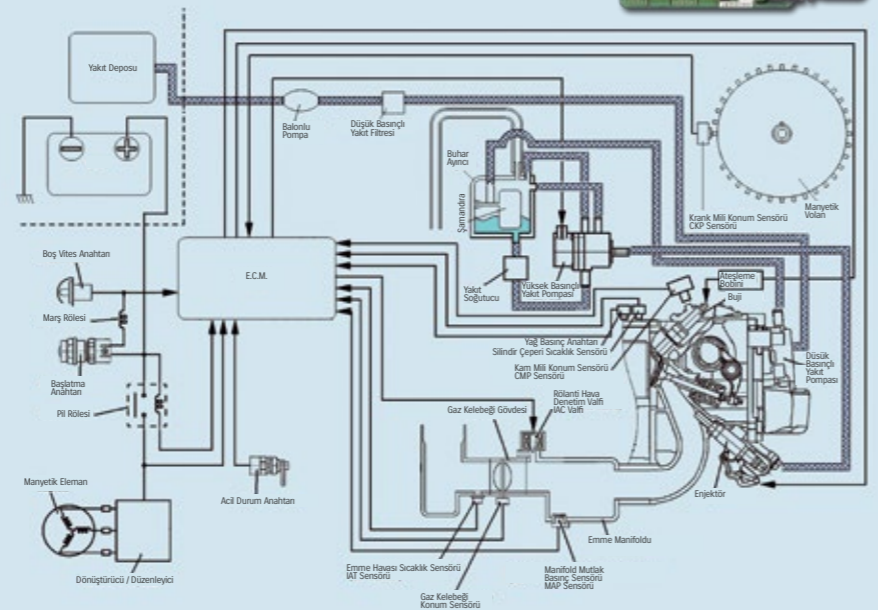 Yakıt Deposu
Balonlu
Pompa
Düşük Basınçlı
Yakıt Filtresi
Buhar
Ayırıcı
Şamandıra
Krank Mili Konum Sensörü
CKP Sensörü
Manyetik
Volan
Boş Vites Anahtarı
E.C.M.
Marş Rölesi
Yakıt
Soğutucu
Yüksek Basınçlı
Yakıt Pompası
Ateşleme
Bobini
Buji
Yağ Basınç Anahtarı
Silindir Çeperi Sıcaklık Sensörü
Kam Mili Konum Sensörü
CMP Sensörü
Düşük
Basınçlı
Yakıt
Pompası
Başlatma
Anahtarı
Pil Rölesi
Rölanti Hava
Denetim Valfi
IAC Valfi
Gaz Kelebeği Gövdesi
Manyetik Eleman
Acil Durum Anahtarı
Enjektör
Emme Manifoldu
Dönüştürücü / Düzenleyici
Emme Havası Sıcaklık Sensörü
IAT Sensörü
Manifold Mutlak
Basınç Sensörü
MAP Sensörü
Gaz Kelebeği
Konum Sensörü